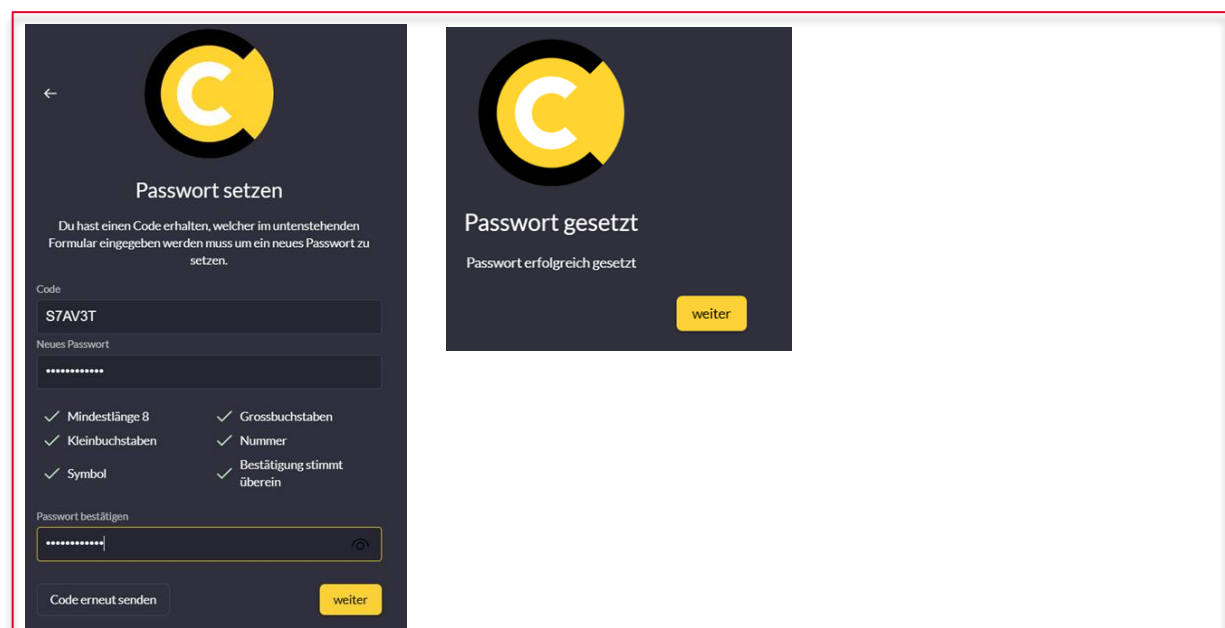 Passwort setzen
Du hast einen Code erhalten, welcher im untenstehenden
Formular eingegeben werden muss um ein neues Passwort zu
setzen.
Code
S7AV3T
Neues Passwort
••••••••••••
Mindestlänge 8
Grossbuchstaben
Kleinbuchstaben
Nummer
Symbol
Bestätigung stimmt
überein
Passwort bestätigen
••••••••••••
Code erneut senden
weiter
Passwort gesetzt
Passwort erfolgreich gesetzt
weiter